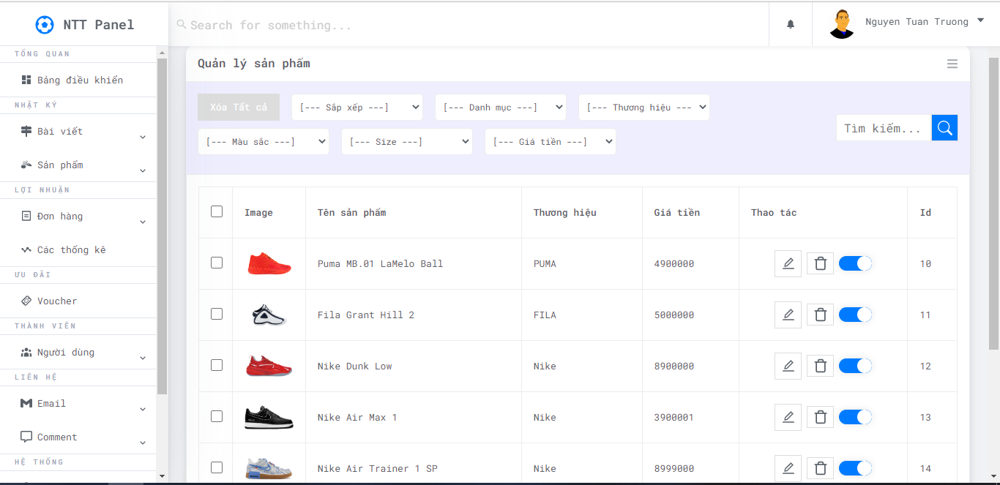 NTT Panel
Search for something...
Nguyen Tuan Truong
TỔNG QUAN
Bảng điều khiển
NHẬT KÝ
Bài viết
Sản phẩm
LỢI NHUẬN
Đơn hàng
Các thống kê
ƯU ĐÃI
Voucher
THÀNH VIÊN
Người dùng
LIÊN HỆ
Email
Comment
HỆ THỐNG
Quản lý sản phẩm
Xóa Tất cả
[--- Sắp xếp ---]
[--- Danh mục ---]
[--- Thương hiệu ---
[--- Màu sắc ---]
[--- Size ---]
[--- Giá tiền ---]
Tìm kiếm...
Image Tên sản phẩm Thương hiệu Giá tiền Thao tác Id
Puma MB.01 LaMelo Ball PUMA 4900000 10
Fila Grant Hill 2 FILA 5000000 11
Nike Dunk Low Nike 8900000 12
Nike Air Max 1 Nike 3900001 13
Nike Air Trainer 1 SP Nike 8999000 14